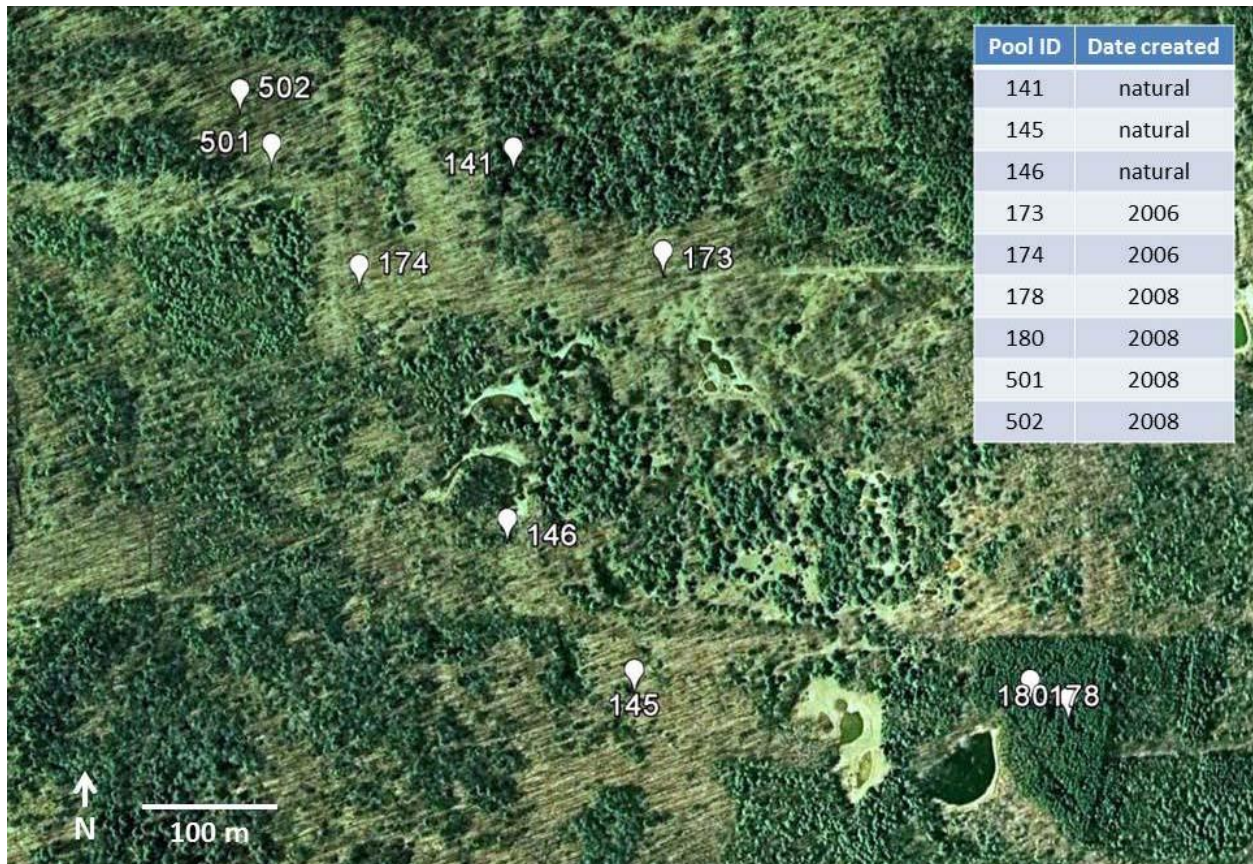 Pool ID Date created
141 natural
145 natural
146 natural
173 2006
174 2006
178 2008
180 2008
501 2008
502 2008
502
501
141
174
173
146
145
180178
N
100 m